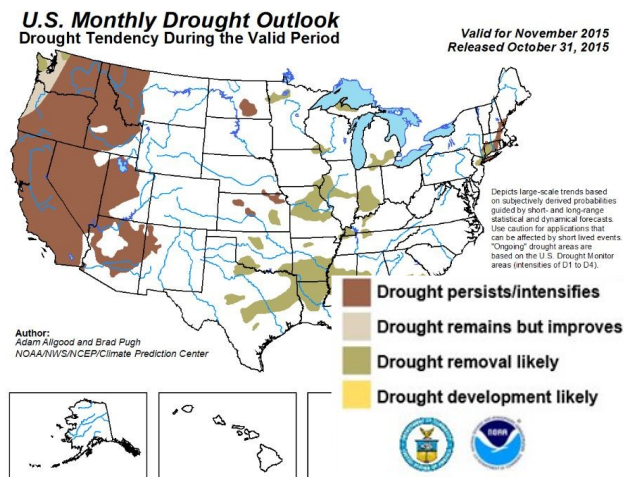 U.S. Monthly Drought Outlook
Drought Tendency During the Valid Period
Valid for November 2015
Released October 31, 2015
Depicts large-scale trends based
on subjectively derived probabilities
guided by short- and long-range
statistical and dynamical forecasts.
Use caution for applications that
can be affected by short lived events.
"Ongoing" drought areas are
based on the U.S. Drought Monitor
areas (intensities of D1 to D4).
Drought persists/intensifies
Drought remains but improves
Drought removal likely
Drought development likely
Author:
Adam Allgood and Brad Pugh
NOAA/NWS/NCEP/Climate Prediction Center
NOAA